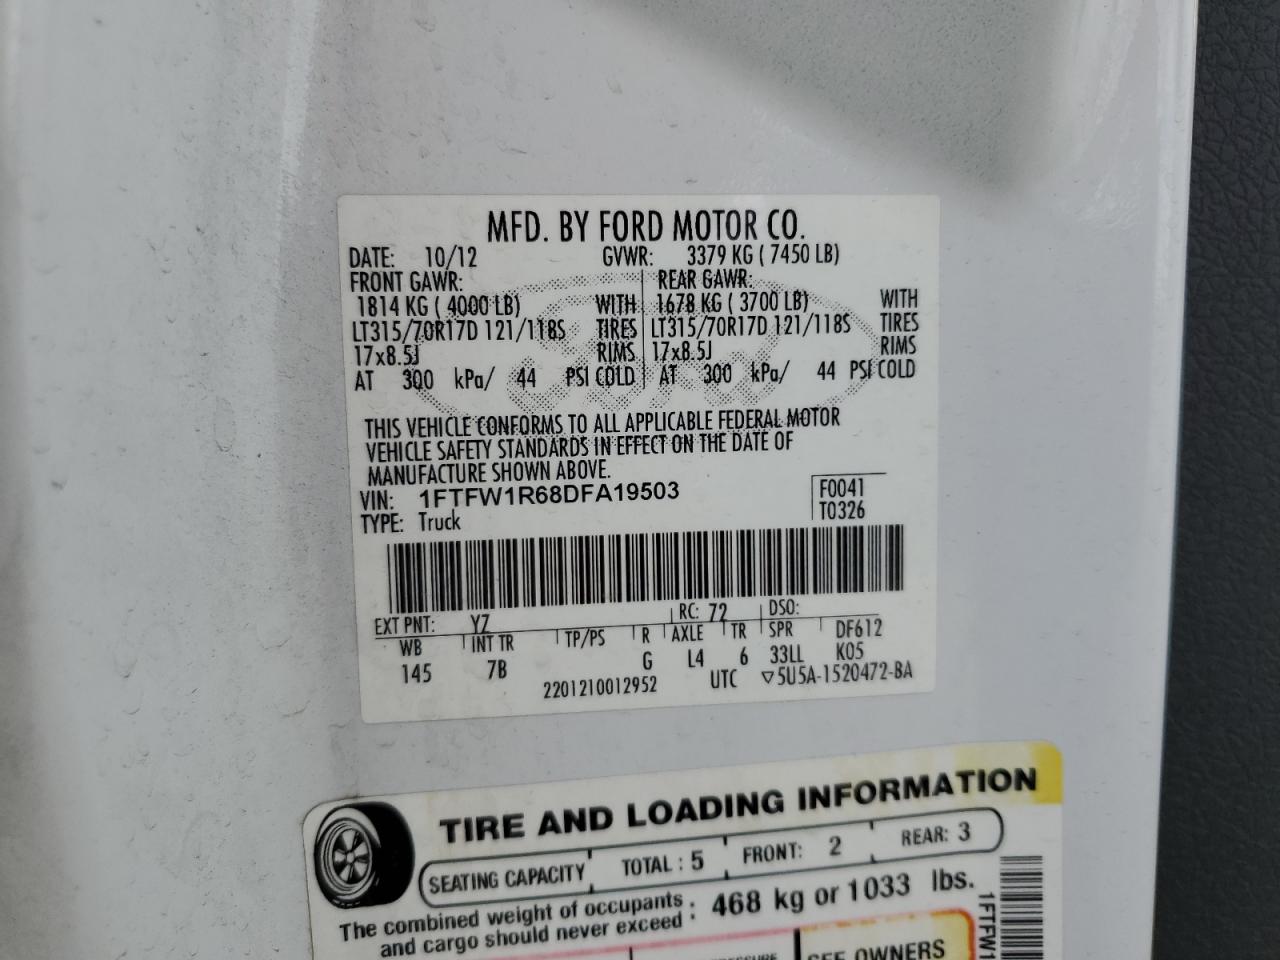 MFD. BY FORD MOTOR CO.
DATE: 10/12 GVWR: 3379 KG ( 7450 LB)
FRONT GAWR: REAR GAWR:
1814 KG ( 4000 LB) WITH 1678 KG ( 3700 LB) WITH
LT315/70R17D 121/118S TIRES LT315/70R17D 121/118S TIRES
17x8.5J RIMS 17x8.5J RIMS
AT 300 kPa/ 44 PSI COLD AT 300 kPa/ 44 PSI COLD
THIS VEHICLE CONFORMS TO ALL APPLICABLE FEDERAL MOTOR
VEHICLE SAFETY STANDARDS IN EFFECT ON THE DATE OF
MANUFACTURE SHOWN ABOVE.
VIN: 1FTFW1R68DFA19503 F0041
TYPE: Truck T0326
EXT PNT: YZ RC: 72 DSO:
WB INT TR TP/PS R AXLE TR SPR DF612
145 7B G L4 6 33LL K05
2201210012952 UTC ▽5U5A-1520472-BA
TIRE AND LOADING INFORMATION
SEATING CAPACITY TOTAL : 5 FRONT: 2 REAR: 3
The combined weight of occupants : 468 kg or 1033 lbs.
and cargo should never exceed :
SEE OWNERS
1FTFW1